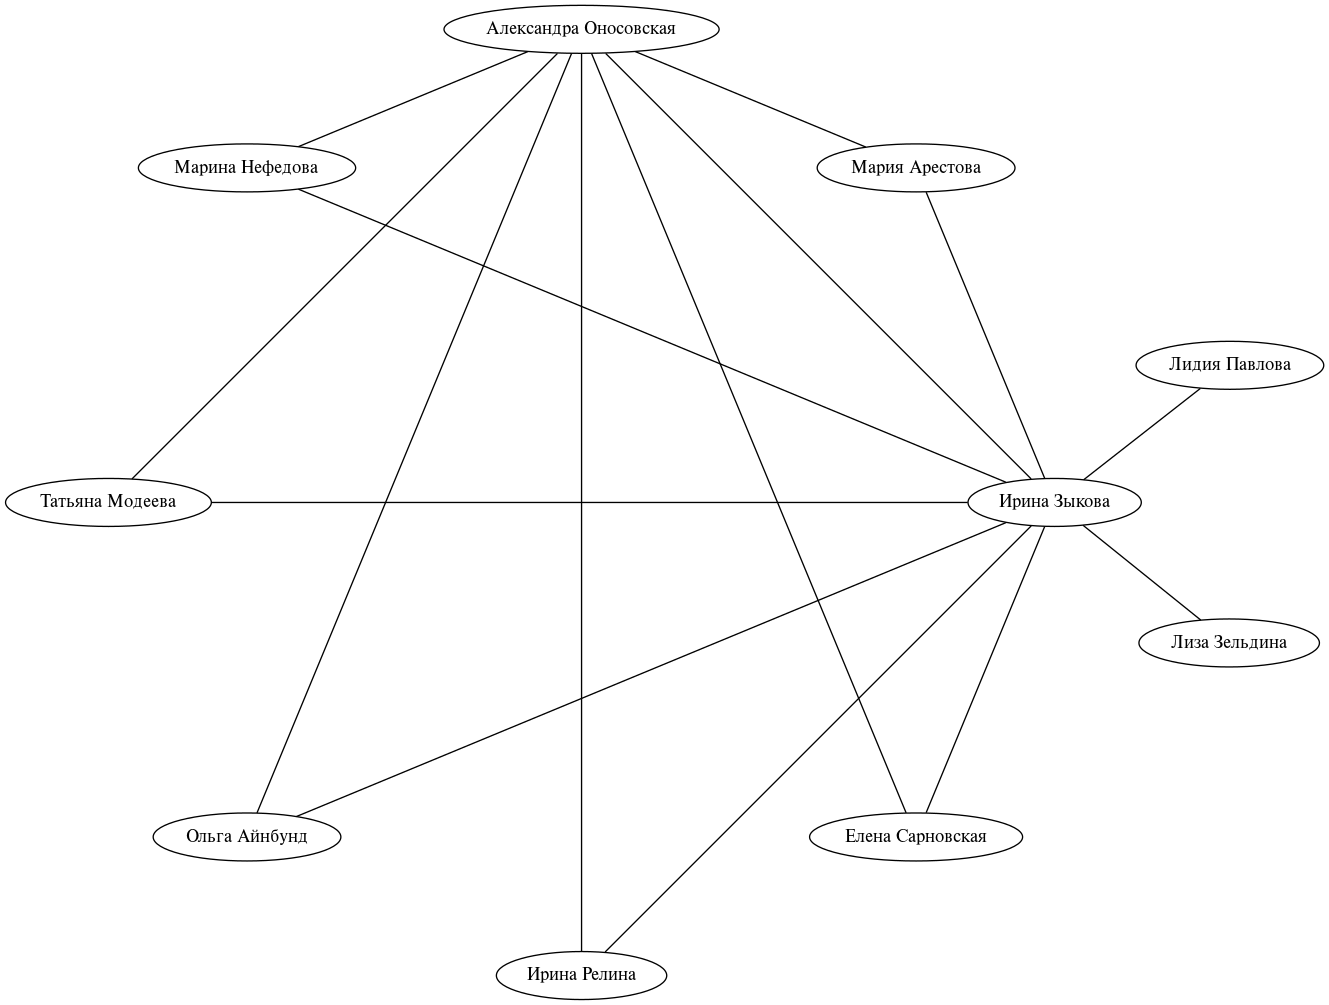 Александра Оносовская
Марина Нефедова
Мария Арестова
Лидия Павлова
Татьяна Модеева
Ирина Зыкова
Лиза Зельдина
Ольга Айнбунд
Елена Сарновская
Ирина Релина